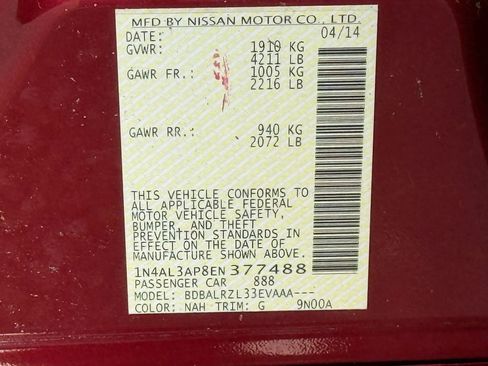 MFD BY NISSAN MOTOR CO., LTD.
DATE: 04/14
GVWR: 1910 KG
4211 LB
GAWR FR.: 1005 KG
2216 LB
GAWR RR.: 940 KG
2072 LB
THIS VEHICLE CONFORMS TO
ALL APPLICABLE FEDERAL
MOTOR VEHICLE SAFETY,
BUMPER, AND THEFT
PREVENTION STANDARDS IN
EFFECT ON THE DATE OF
MANUFACTURE SHOWN ABOVE.
1N4AL3AP8EN377488
PASSENGER CAR 888
MODEL: BDBALRZL33EVAAA---
COLOR: NAH TRIM: G 9N00A